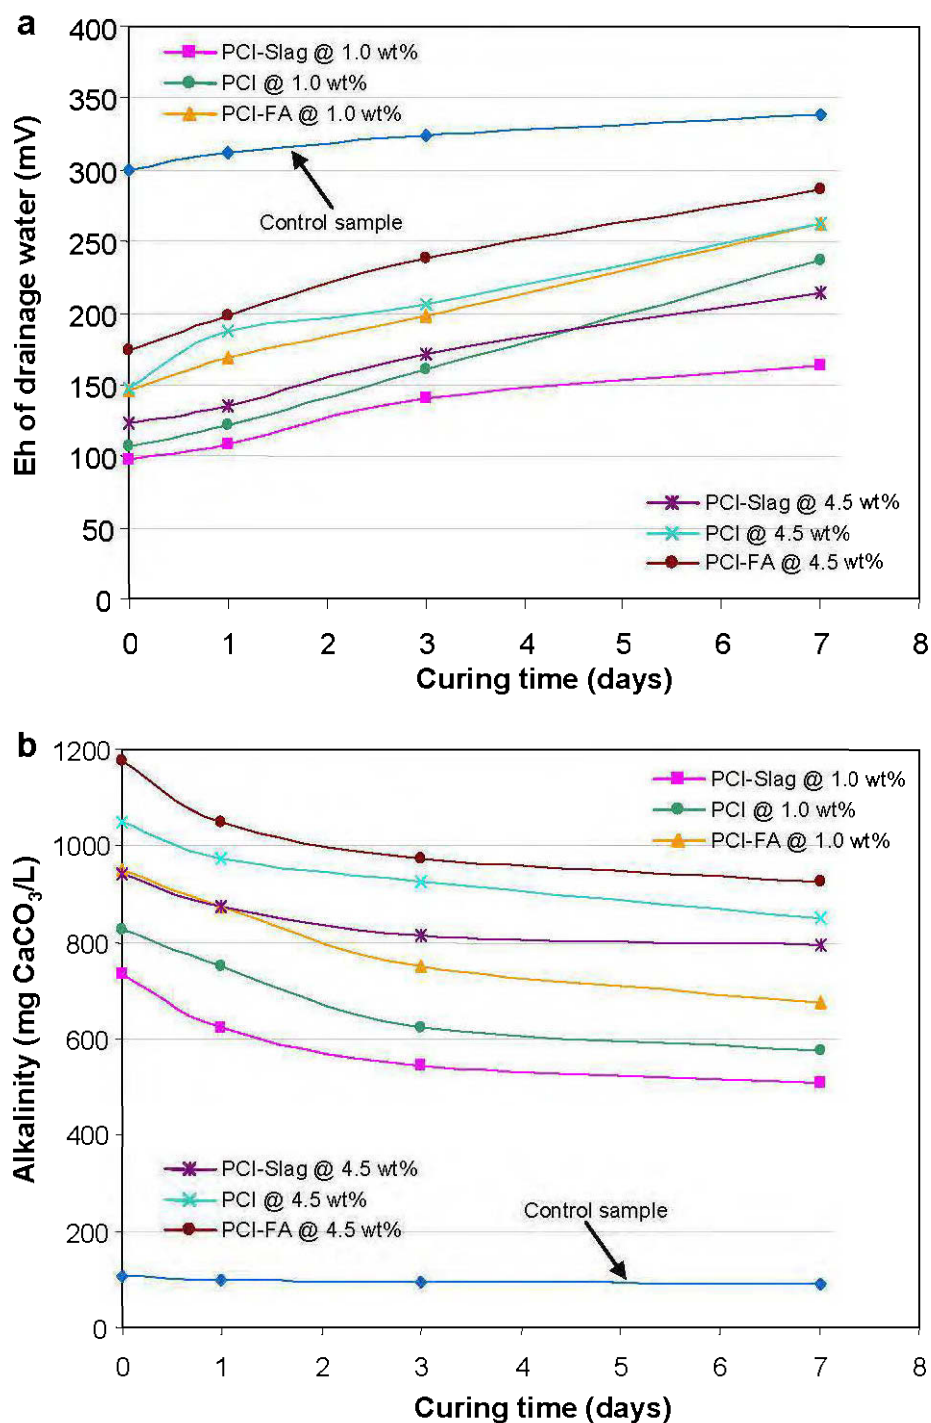 a
400
350
300
250
200
150
100
50
0
Eh of drainage water (mV)
PCI-Slag @ 1.0 wt%
PCI @ 1.0 wt%
PCI-FA @ 1.0 wt%
Control sample
PCI-Slag @ 4.5 wt%
PCI @ 4.5 wt%
PCI-FA @ 4.5 wt%
0 1 2 3 4 5 6 7 8
Curing time (days)
b
1200
1000
800
600
400
200
0
Alkalinity (mg CaCO₃/L)
PCI-Slag @ 1.0 wt%
PCI @ 1.0 wt%
PCI-FA @ 1.0 wt%
PCI-Slag @ 4.5 wt%
PCI @ 4.5 wt%
PCI-FA @ 4.5 wt%
Control sample
0 1 2 3 4 5 6 7 8
Curing time (days)